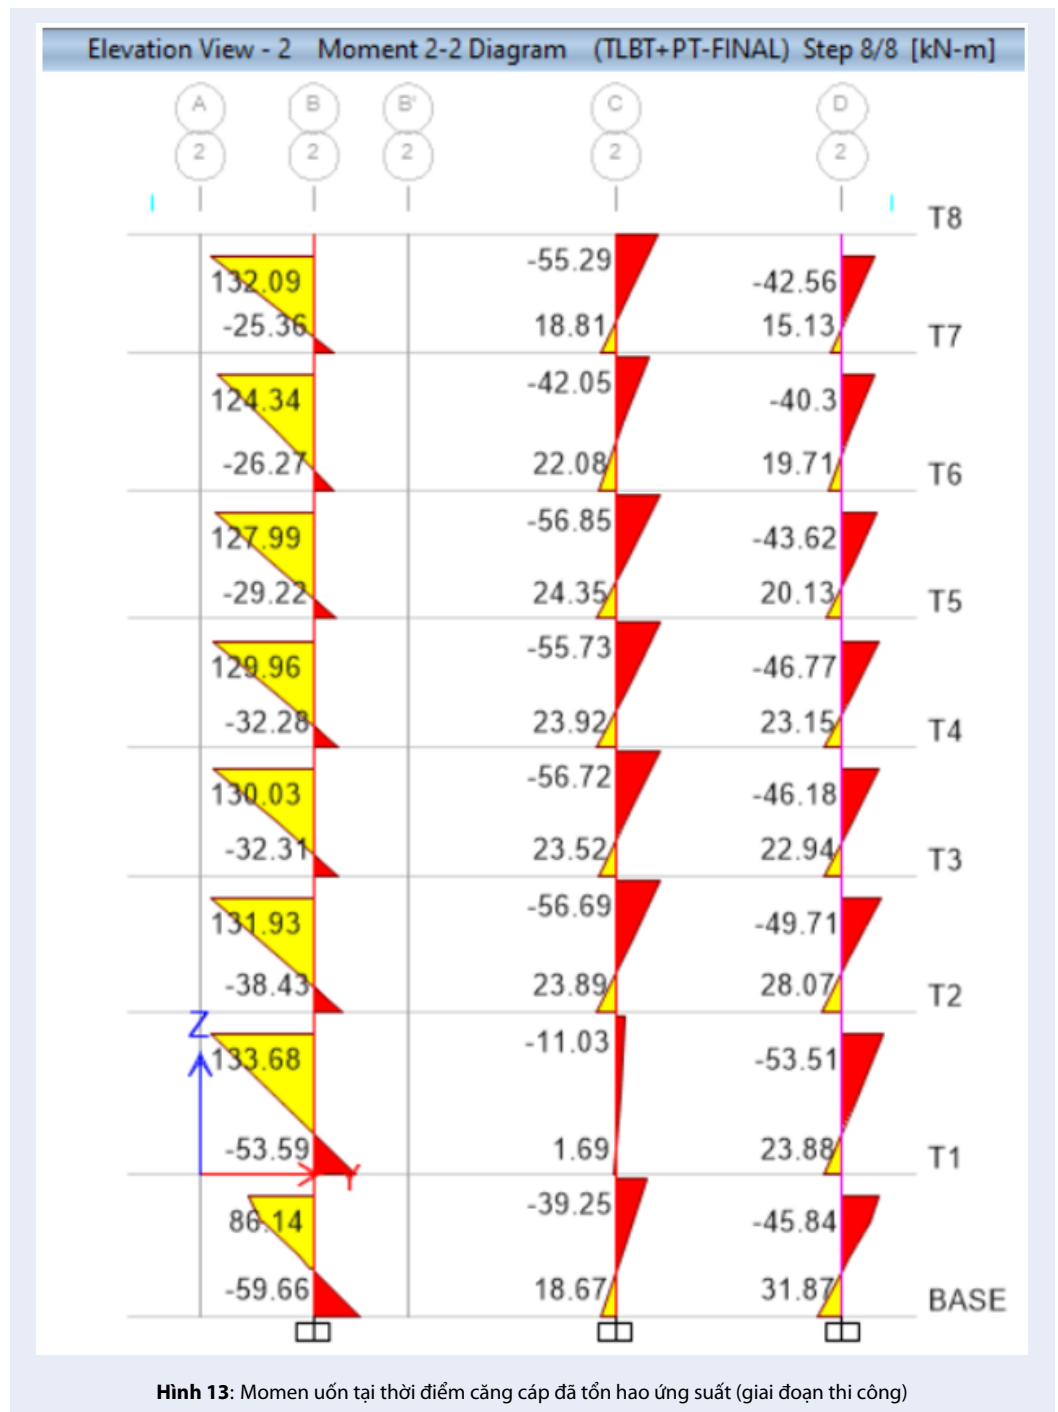 Elevation View - 2 Moment 2-2 Diagram (TLBT+PT-FINAL) Step 8/8 [kN-m]
A B B' C D
2 2 2 2 2
T8
132.09 -55.29 -42.56
-25.36 18.81 15.13 T7
124.34 -42.05 -40.3
-26.27 22.08 19.71 T6
127.99 -56.85 -43.62
-29.22 24.35 20.13 T5
129.96 -55.73 -46.77
-32.28 23.92 23.15 T4
130.03 -56.72 -46.18
-32.31 23.52 22.94 T3
131.93 -56.69 -49.71
-38.43 23.89 28.07 T2
Z
133.68 -11.03 -53.51
-53.59 1.69 23.88 T1
Y
86.14 -39.25 -45.84
-59.66 18.67 31.87 BASE
Hình 13: Momen uốn tại thời điểm căng cáp đã tổn hao ứng suất (giai đoạn thi công)